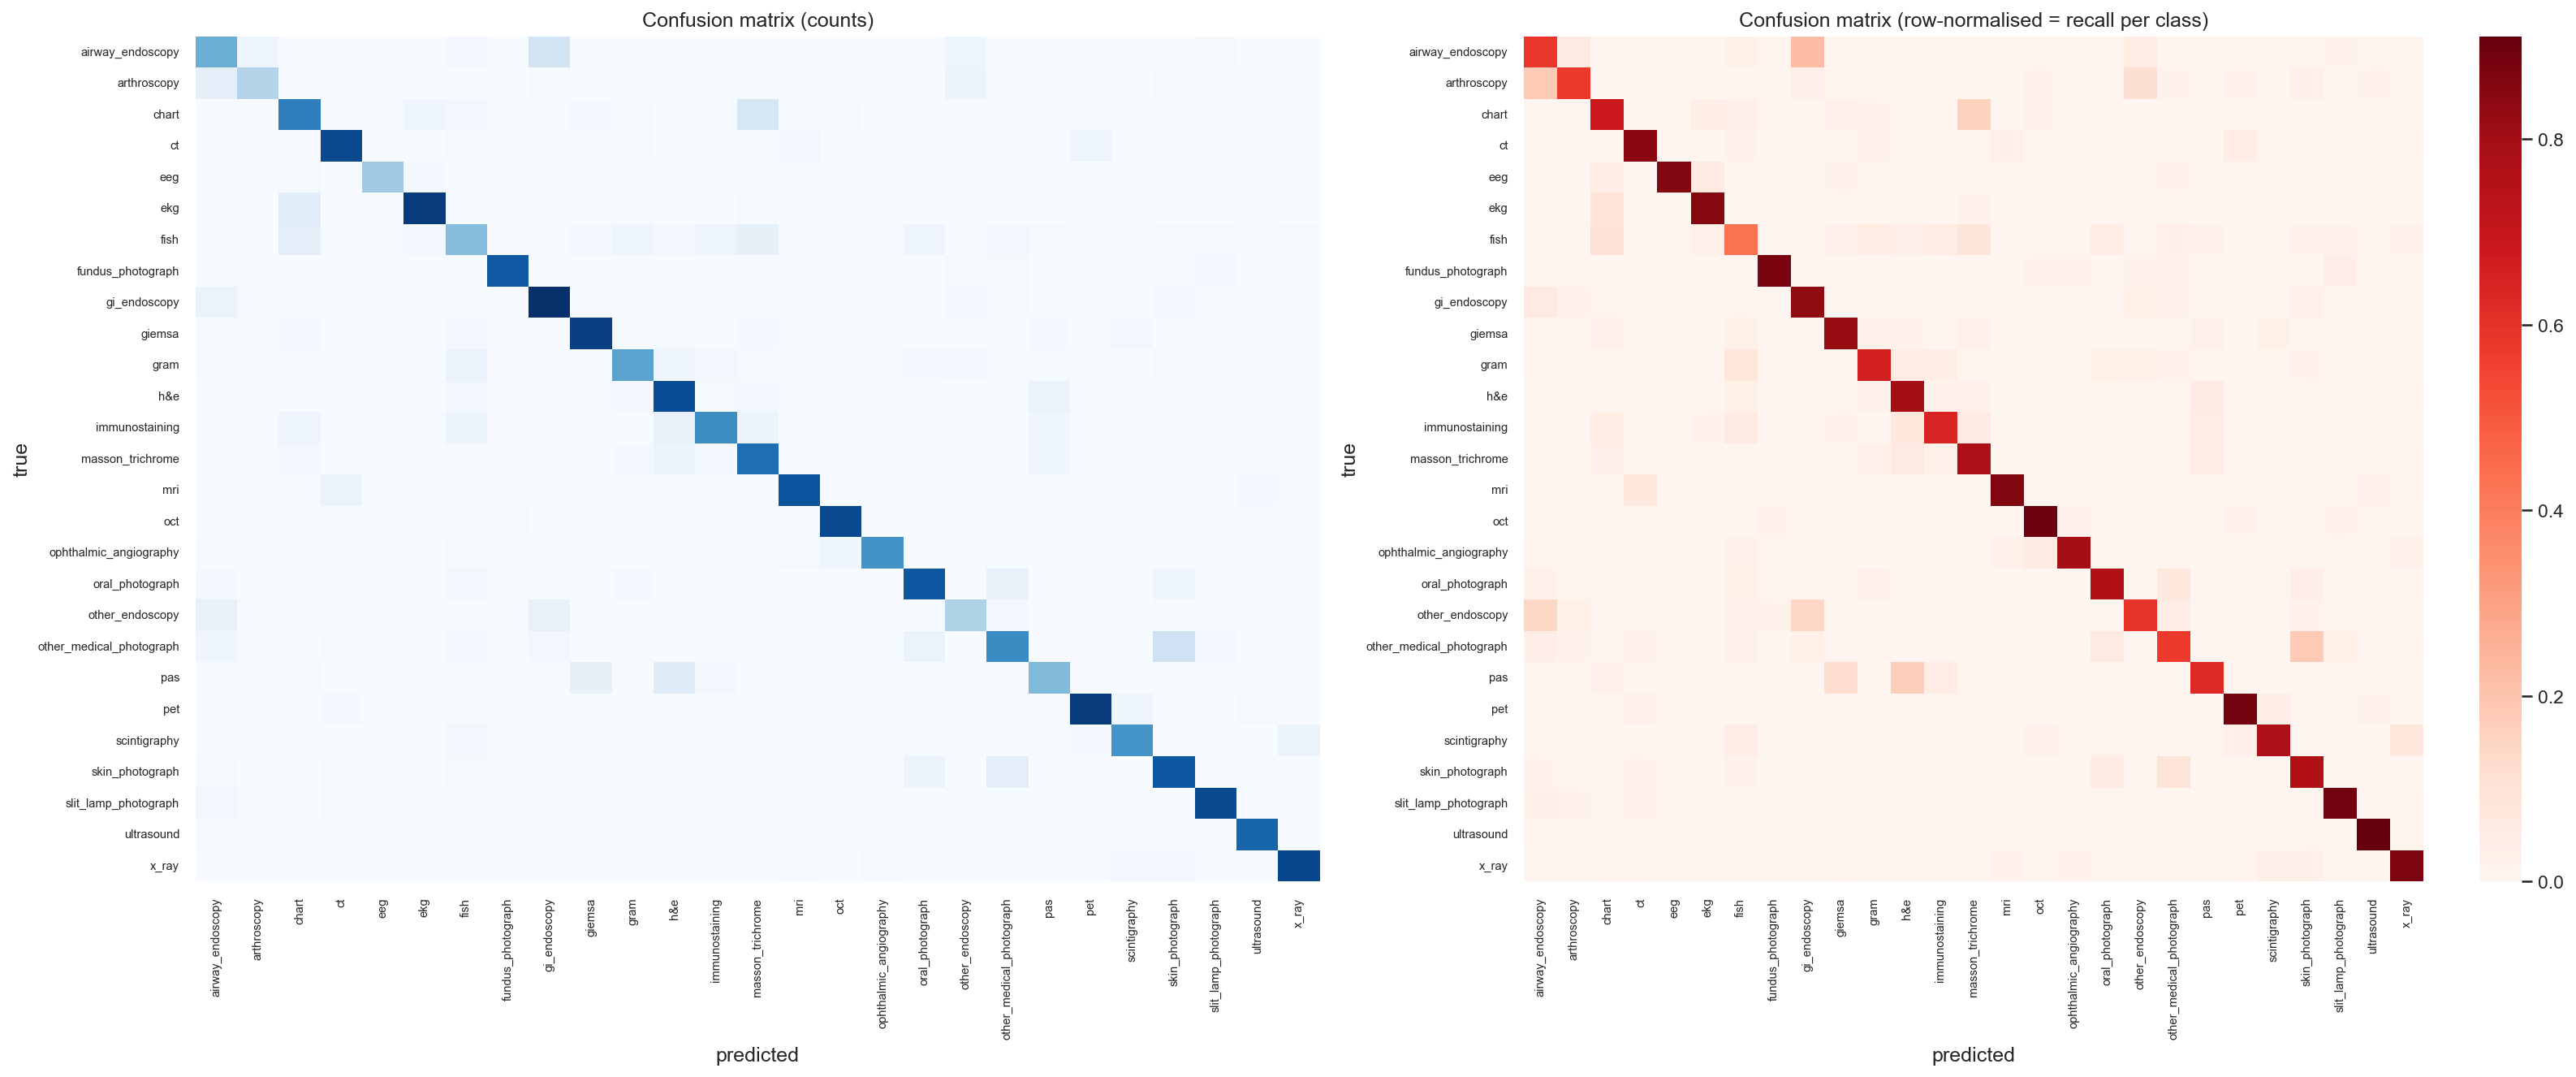 Confusion matrix (counts)
airway_endoscopy
arthroscopy
chart
ct
eeg
ekg
fish
fundus_photograph
gi_endoscopy
giemsa
gram
h&e
immunostaining
masson_trichrome
mri
oct
ophthalmic_angiography
oral_photograph
other_endoscopy
other_medical_photograph
pas
pet
scintigraphy
skin_photograph
slit_lamp_photograph
ultrasound
x_ray
true
airway_endoscopy
arthroscopy
chart
ct
eeg
ekg
fish
fundus_photograph
gi_endoscopy
giemsa
gram
h&e
immunostaining
masson_trichrome
mri
oct
ophthalmic_angiography
oral_photograph
other_endoscopy
other_medical_photograph
pas
pet
scintigraphy
skin_photograph
slit_lamp_photograph
ultrasound
x_ray
predicted
Confusion matrix (row-normalised = recall per class)
airway_endoscopy
arthroscopy
chart
ct
eeg
ekg
fish
fundus_photograph
gi_endoscopy
giemsa
gram
h&e
immunostaining
masson_trichrome
mri
oct
ophthalmic_angiography
oral_photograph
other_endoscopy
other_medical_photograph
pas
pet
scintigraphy
skin_photograph
slit_lamp_photograph
ultrasound
x_ray
true
airway_endoscopy
arthroscopy
chart
ct
eeg
ekg
fish
fundus_photograph
gi_endoscopy
giemsa
gram
h&e
immunostaining
masson_trichrome
mri
oct
ophthalmic_angiography
oral_photograph
other_endoscopy
other_medical_photograph
pas
pet
scintigraphy
skin_photograph
slit_lamp_photograph
ultrasound
x_ray
predicted
0.8
0.6
0.4
0.2
0.0